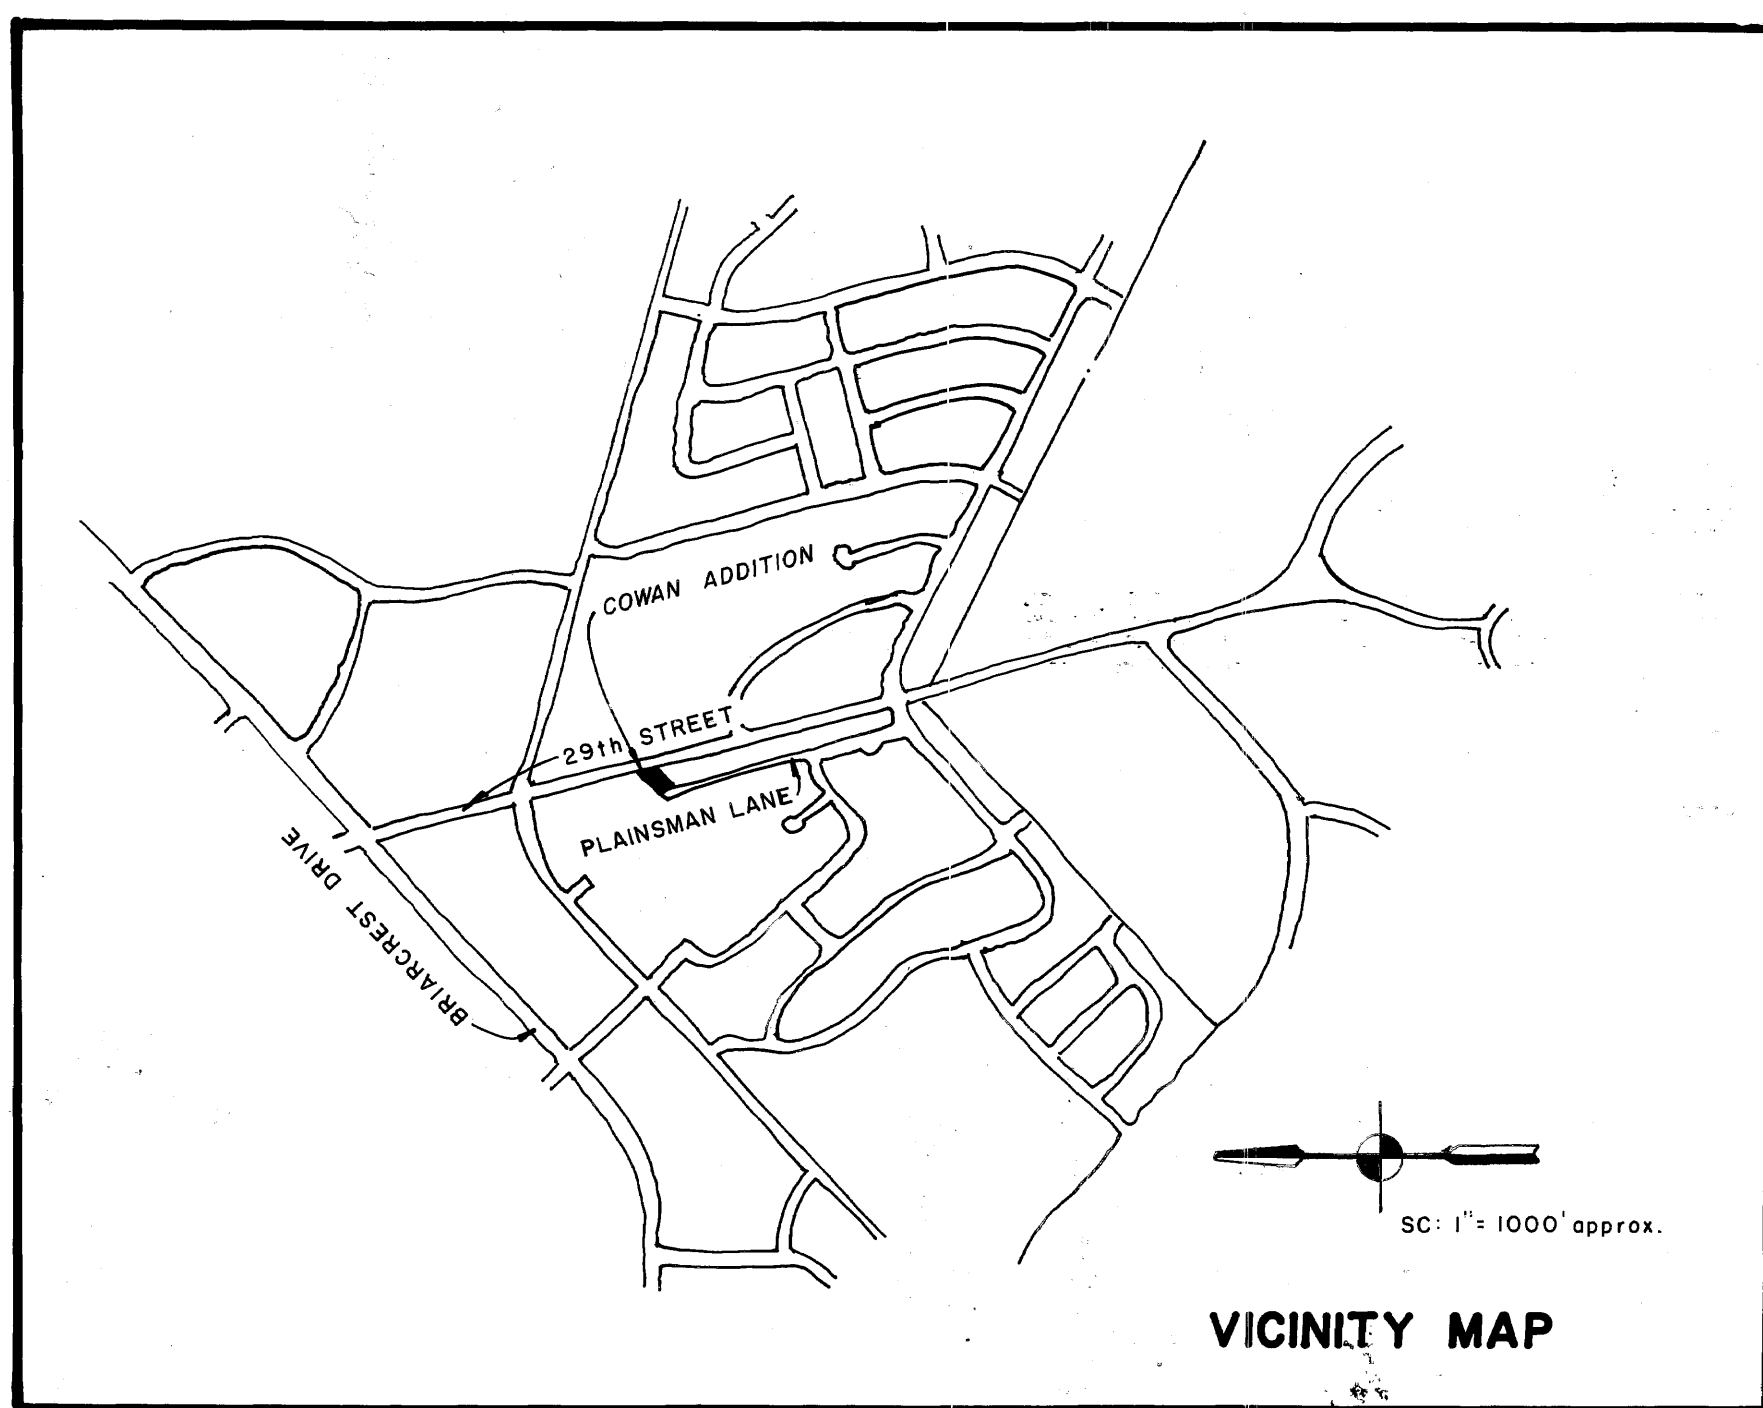 COWAN ADDITION
29th STREET
PLAINSMAN LANE
BRIARCREST DRIVE
SC: 1"= 1000' approx.
VICINITY MAP